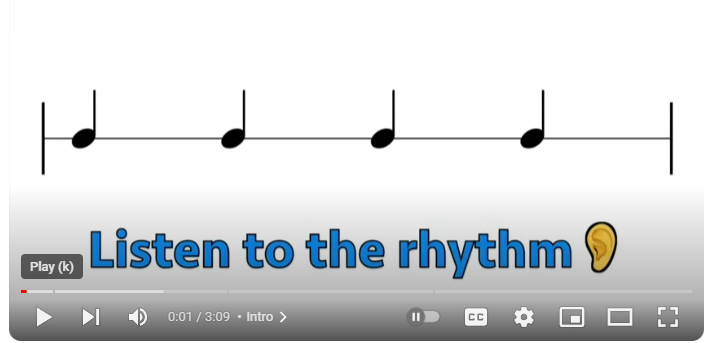 Listen to the rhythm
Play (k)
0:01 / 3:09 • Intro
CC